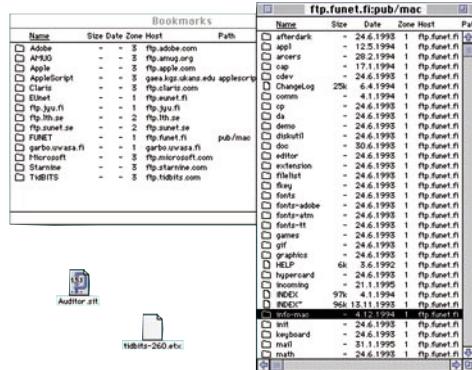 Bookmarks
Name Size Date Zone Host Path
Adobe - - 3 ftp.adobe.com
AMUG - - 3 ftp.amug.org
Apple - - 3 ftp.apple.com
AppleScript - - 3 gaea.kgs.ukans.edu applescrip
Claris - - 3 ftp.claris.com
EUnet - - 1 ftp.eunet.fi
ftp.jyu.fi - - 1 ftp.jyu.fi
ftp.lth.se - - 2 ftp.lth.se
ftp.sunet.se - - 2 ftp.sunet.se
FUNET - - 1 ftp.funet.fi pub/mac
garbo.uwasa.fi - - 1 garbo.uwasa.fi
Microsoft - - 3 ftp.microsoft.com
Starnine - - 3 ftp.starnine.com
TidBITS - - 3 ftp.tidbits.com
Auditor.sit
tidbits-260.etx
ftp.funet.fi:pub/mac
Name Size Date Zone Host Pat
afterdark - 24.6.1993 1 ftp.funet.fi
appl - 12.5.1994 1 ftp.funet.fi
arcers - 28.2.1994 1 ftp.funet.fi
cap - 17.1.1994 1 ftp.funet.fi
cdev - 24.6.1993 1 ftp.funet.fi
ChangeLog 25k 6.4.1994 1 ftp.funet.fi
comm - 4.1.1994 1 ftp.funet.fi
cp - 24.6.1993 1 ftp.funet.fi
da - 24.6.1993 1 ftp.funet.fi
demo - 24.6.1993 1 ftp.funet.fi
diskutil - 24.6.1993 1 ftp.funet.fi
doc - 30.6.1993 1 ftp.funet.fi
editor - 24.6.1993 1 ftp.funet.fi
extension - 24.6.1993 1 ftp.funet.fi
filelist - 24.6.1993 1 ftp.funet.fi
fkey - 24.6.1993 1 ftp.funet.fi
fonts - 24.6.1993 1 ftp.funet.fi
fonts-adobe - 24.6.1993 1 ftp.funet.fi
fonts-atm - 24.6.1993 1 ftp.funet.fi
fonts-tt - 24.6.1993 1 ftp.funet.fi
games - 24.6.1993 1 ftp.funet.fi
gif - 24.6.1993 1 ftp.funet.fi
graphics - 24.6.1993 1 ftp.funet.fi
HELP 6k 3.6.1992 1 ftp.funet.fi
hypercard - 24.6.1993 1 ftp.funet.fi
incoming - 21.1.1995 1 ftp.funet.fi
INDEX 97k 4.1.1994 1 ftp.funet.fi
INDEX~ 96k 13.11.1993 1 ftp.funet.fi
info-mac - 4.12.1994 1 ftp.funet.fi
init - 24.6.1993 1 ftp.funet.fi
keyboard - 24.6.1993 1 ftp.funet.fi
mail - 31.1.1995 1 ftp.funet.fi
math - 24.6.1993 1 ftp.funet.fi